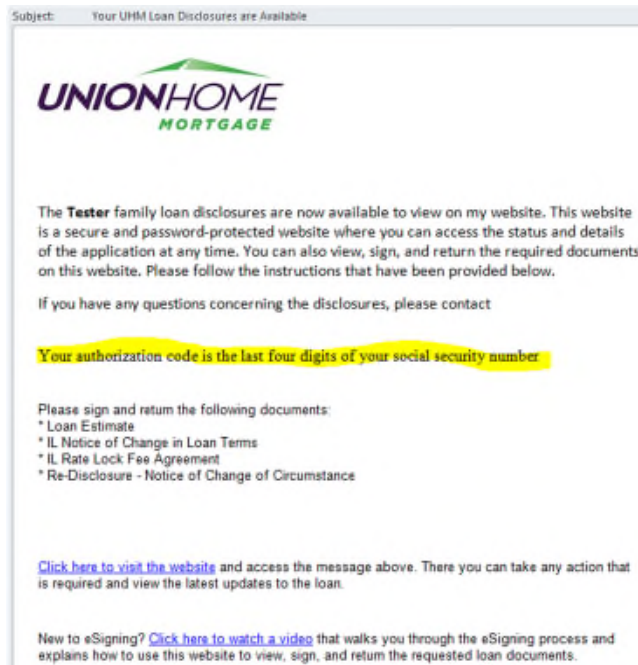 Subject: Your UHM Loan Disclosures are Available
UNIONHOME
MORTGAGE
The Tester family loan disclosures are now available to view on my website. This website
is a secure and password-protected website where you can access the status and details
of the application at any time. You can also view, sign, and return the required documents
on this website. Please follow the instructions that have been provided below.
If you have any questions concerning the disclosures, please contact
Your authorization code is the last four digits of your social security number
Please sign and return the following documents:
* Loan Estimate
* IL Notice of Change in Loan Terms
* IL Rate Lock Fee Agreement
* Re-Disclosure - Notice of Change of Circumstance
Click here to visit the website and access the message above. There you can take any action that
is required and view the latest updates to the loan.
New to eSigning? Click here to watch a video that walks you through the eSigning process and
explains how to use this website to view, sign, and return the requested loan documents.